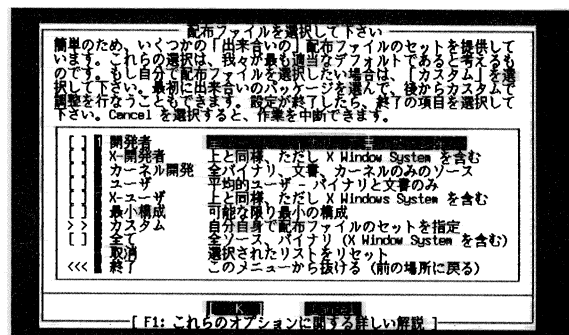 配布ファイルを選択して下さい
簡単のため、いくつかの「出来合いの」配布ファイルのセットを提供して
います。これらの選択は、我々が最も適当なデフォルトであると考えるも
のです。もし自分で配布ファイルを選択したい場合は、「カスタム」を選
択して下さい。最初に出来合いのパッケージを選んで、後からカスタムで
調整を行なうこともできます。設定が終了したら、終了の項目を選択して
下さい。Cancel を選択すると、作業を中断できます。
[ ] 開発者
[ ] X-開発者 上と同様、ただし X Window System を含む
[ ] カーネル開発 全バイナリ、文書、カーネルのみのソース
[ ] ユーザ 平均的ユーザ - バイナリと文書のみ
[ ] X-ユーザ 上と同様、ただし X Windows System を含む
[ ] 最小構成 可能な限り最小の構成
> > カスタム 自分自身で配布ファイルのセットを指定
[ ] 全て 全ソース、バイナリ (X Window System を含む)
取消 選択されたリストをリセット
<<< 終了 このメニューから抜ける (前の場所に戻る)
[ F1: これらのオプションに関する詳しい解説 ]